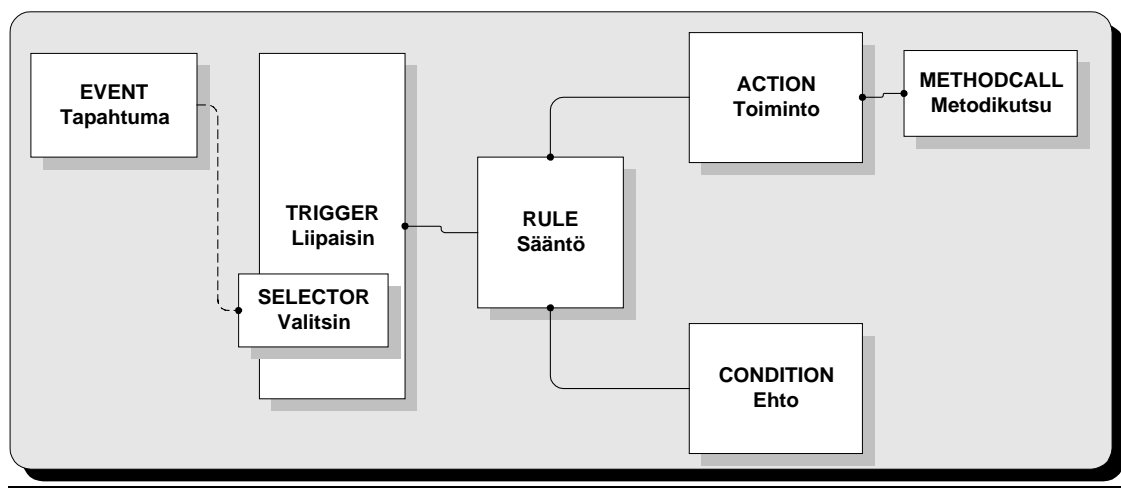 EVENT
Tapahtuma
TRIGGER
Liipaisin
SELECTOR
Valitsin
RULE
Sääntö
ACTION
Toiminto
METHODCALL
Metodikutsu
CONDITION
Ehto